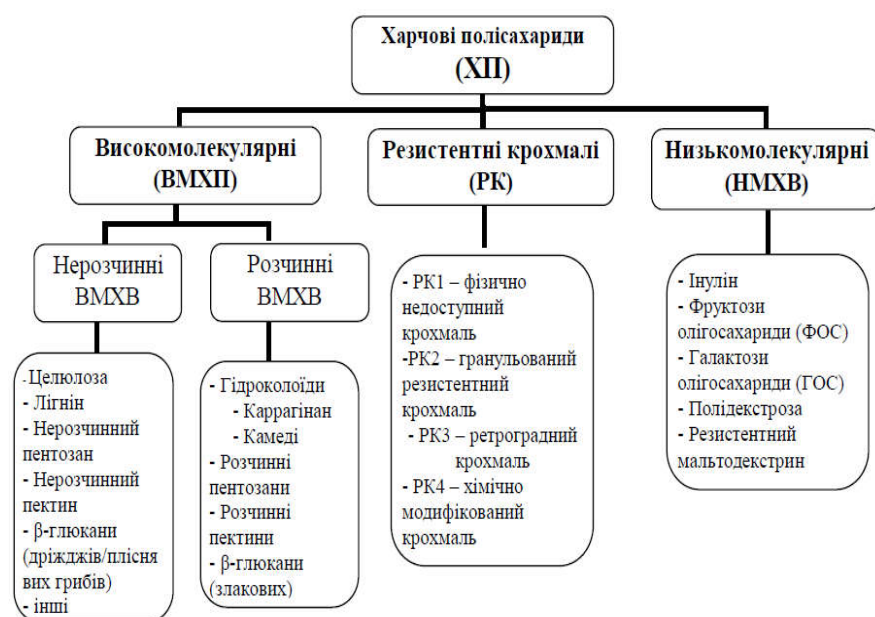 Харчові полісахариди
(ХП)
Високомолекулярні
(ВМХП)
Резистентні крохмалі
(РК)
Низькомолекулярні
(НМХВ)
Нерозчинні
ВМХВ
Розчинні
ВМХВ
- Целюлоза
- Лігнін
- Нерозчинний
пентозан
- Нерозчинний
пектин
- β-глюкани
(дріжджів/плісня
вих грибів)
- інші
- Гідроколоїди
- Каррагінан
- Камеді
- Розчинні
пентозани
- Розчинні
пектини
- β-глюкани
(злакових)
- РК1 – фізично
недоступний
крохмаль
-РК2 – гранульований
резистентний
крохмаль
- РК3 – ретроградний
крохмаль
- РК4 – хімічно
модифікований
крохмаль
- Інулін
- Фруктози
олігосахариди (ФОС)
- Галактози
олігосахариди (ГОС)
- Полідекстроза
- Резистентний
мальтодекстрин